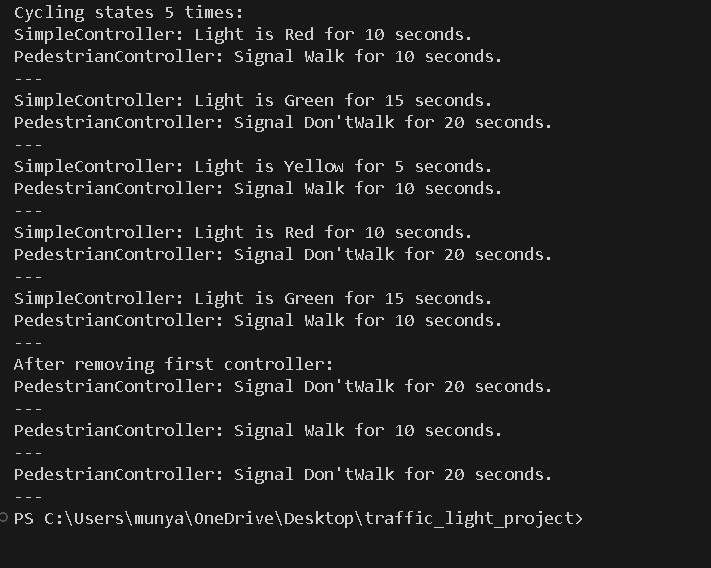 Cycling states 5 times:
SimpleController: Light is Red for 10 seconds.
PedestrianController: Signal Walk for 10 seconds.
---
SimpleController: Light is Green for 15 seconds.
PedestrianController: Signal Don'tWalk for 20 seconds.
---
SimpleController: Light is Yellow for 5 seconds.
PedestrianController: Signal Walk for 10 seconds.
---
SimpleController: Light is Red for 10 seconds.
PedestrianController: Signal Don'tWalk for 20 seconds.
---
SimpleController: Light is Green for 15 seconds.
PedestrianController: Signal Walk for 10 seconds.
---
After removing first controller:
PedestrianController: Signal Don'tWalk for 20 seconds.
---
PedestrianController: Signal Walk for 10 seconds.
---
PedestrianController: Signal Don'tWalk for 20 seconds.
---
PS C:\Users\munya\OneDrive\Desktop\traffic_light_project>